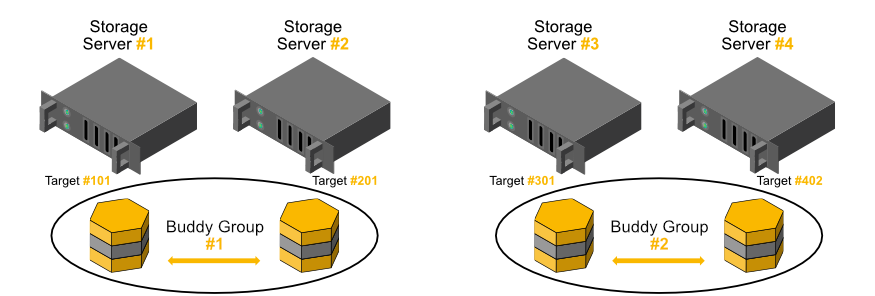 Storage
Server #1
Storage
Server #2
Storage
Server #3
Storage
Server #4
Target #101
Target #201
Target #301
Target #402
Buddy Group
#1
Buddy Group
#2